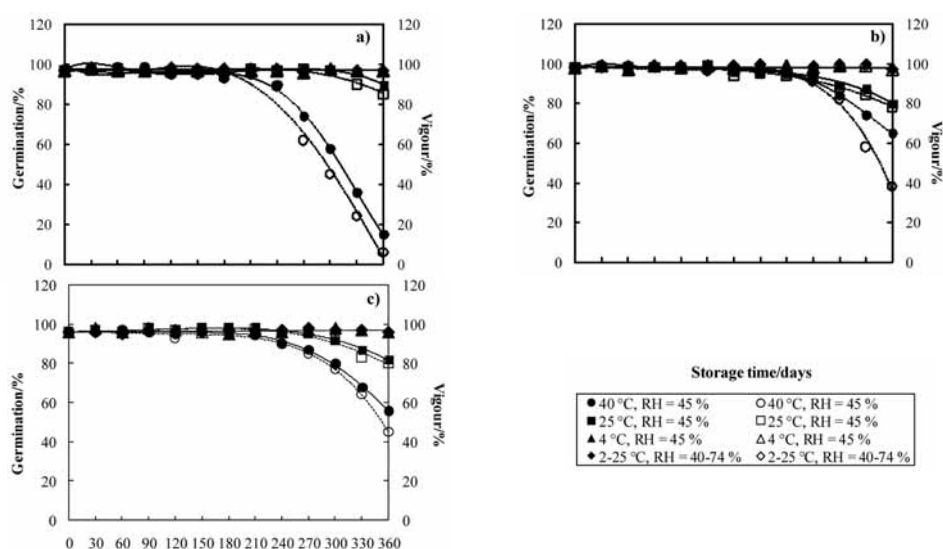 a)
120 100 80 60 40 20 0
Germination/%
120 100 80 60 40 20 0
Vigour/%
b)
120 100 80 60 40 20 0
Germination/%
120 100 80 60 40 20 0
Vigour/%
c)
120 100 80 60 40 20 0
Germination/%
120 100 80 60 40 20 0
Vigour/%
0 30 60 90 120 150 180 210 240 270 300 330 360
Storage time/days
40 °C, RH = 45 % 40 °C, RH = 45 %
25 °C, RH = 45 % 25 °C, RH = 45 %
4 °C, RH = 45 % 4 °C, RH = 45 %
2-25 °C, RH = 40-74 % 2-25 °C, RH = 40-74 %